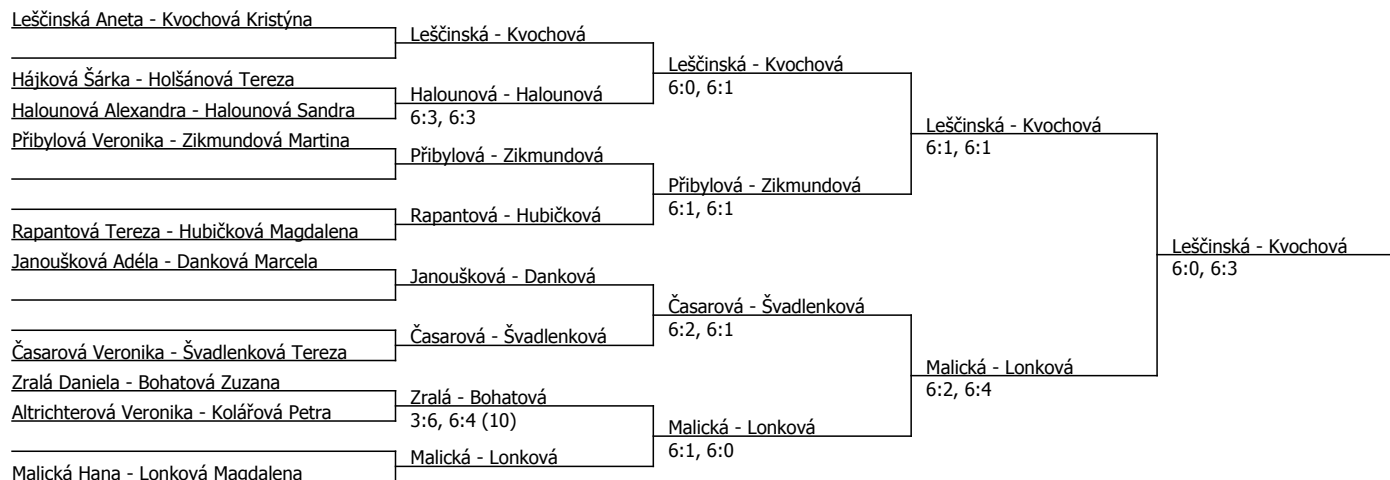 Leščinská Aneta - Kvochová Kristýna
Hájková Šárka - Holšánová Tereza
Halounová Alexandra - Halounová Sandra
Přibylová Veronika - Zikmundová Martina
Rapantová Tereza - Hubičková Magdalena
Janoušková Adéla - Danková Marcela
Časarová Veronika - Švadlenková Tereza
Zralá Daniela - Bohatová Zuzana
Altrichterová Veronika - Kolářová Petra
Malická Hana - Lonková Magdalena
Leščinská - Kvochová
Halounová - Halounová
6:3, 6:3
Přibylová - Zikmundová
Rapantová - Hubičková
Janoušková - Danková
Časarová - Švadlenková
Zralá - Bohatová
3:6, 6:4 (10)
Malická - Lonková
Leščinská - Kvochová
6:0, 6:1
Přibylová - Zikmundová
6:1, 6:1
Časarová - Švadlenková
6:2, 6:1
Malická - Lonková
6:1, 6:0
Leščinská - Kvochová
6:1, 6:1
Malická - Lonková
6:2, 6:4
Leščinská - Kvochová
6:0, 6:3